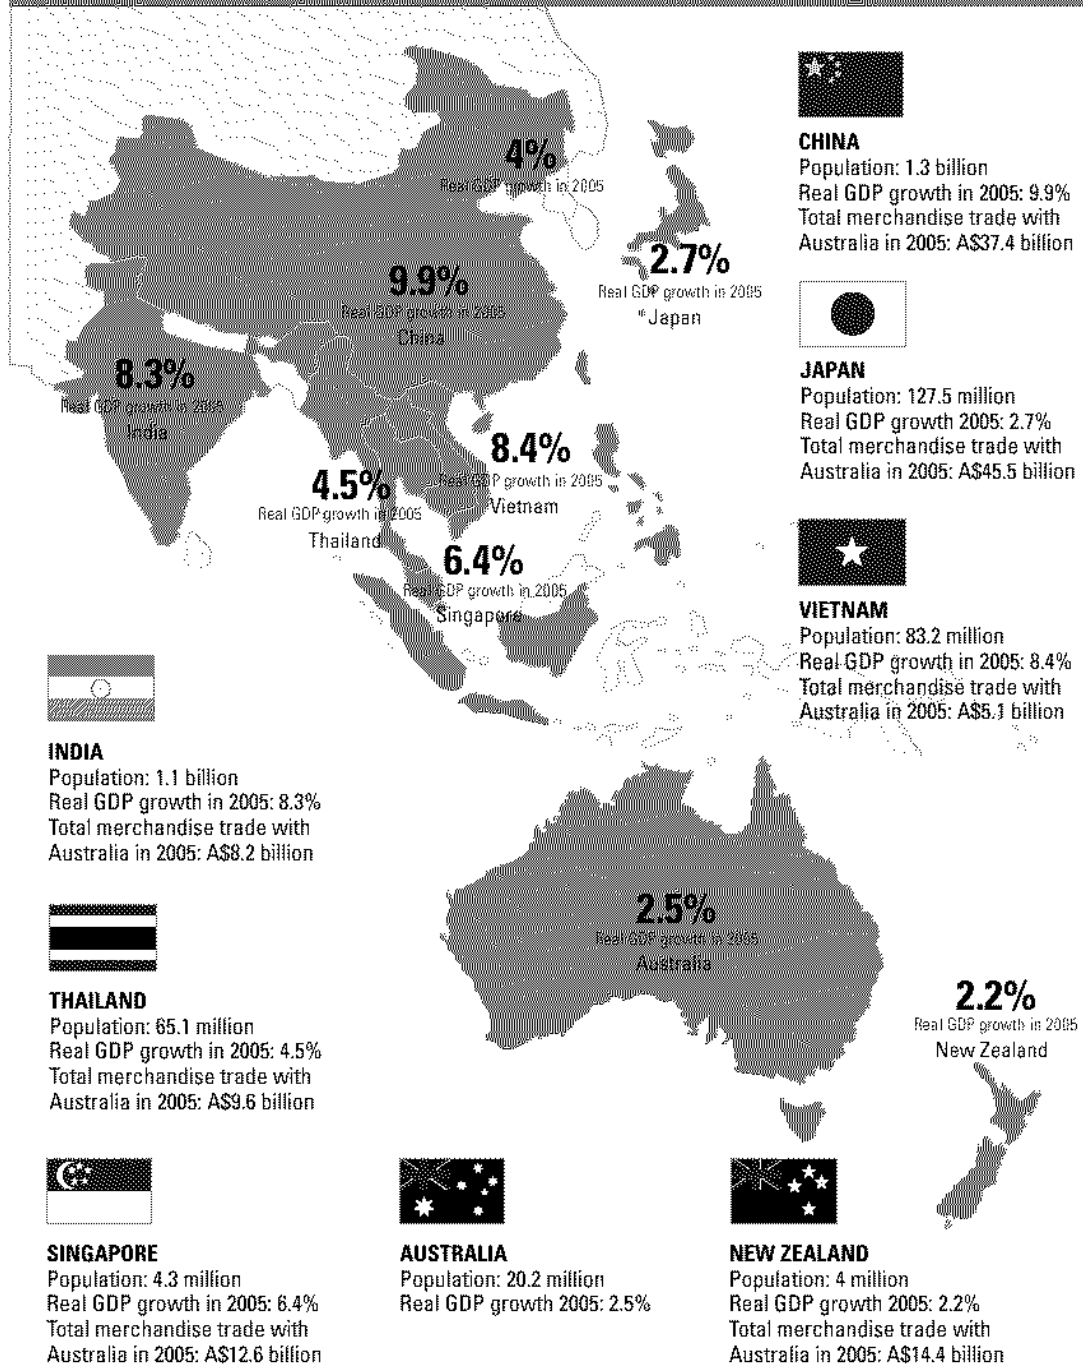 4%
Real GDP growth in 2005
2.7%
Real GDP growth in 2005
Japan
9.9%
Real GDP growth in 2005
China
8.3%
Real GDP growth in 2005
India
8.4%
Real GDP growth in 2005
Vietnam
4.5%
Real GDP growth in 2005
Thailand
6.4%
Real GDP growth in 2005
Singapore
2.5%
Real GDP growth in 2005
Australia
2.2%
Real GDP growth in 2005
New Zealand
CHINA
Population: 1.3 billion
Real GDP growth in 2005: 9.9%
Total merchandise trade with
Australia in 2005: A$37.4 billion
JAPAN
Population: 127.5 million
Real GDP growth 2005: 2.7%
Total merchandise trade with
Australia in 2005: A$45.5 billion
VIETNAM
Population: 83.2 million
Real GDP growth in 2005: 8.4%
Total merchandise trade with
Australia in 2005: A$5.1 billion
INDIA
Population: 1.1 billion
Real GDP growth in 2005: 8.3%
Total merchandise trade with
Australia in 2005: A$8.2 billion
THAILAND
Population: 65.1 million
Real GDP growth in 2005: 4.5%
Total merchandise trade with
Australia in 2005: A$9.6 billion
SINGAPORE
Population: 4.3 million
Real GDP growth in 2005: 6.4%
Total merchandise trade with
Australia in 2005: A$12.6 billion
AUSTRALIA
Population: 20.2 million
Real GDP growth 2005: 2.5%
NEW ZEALAND
Population: 4 million
Real GDP growth 2005: 2.2%
Total merchandise trade with
Australia in 2005: A$14.4 billion